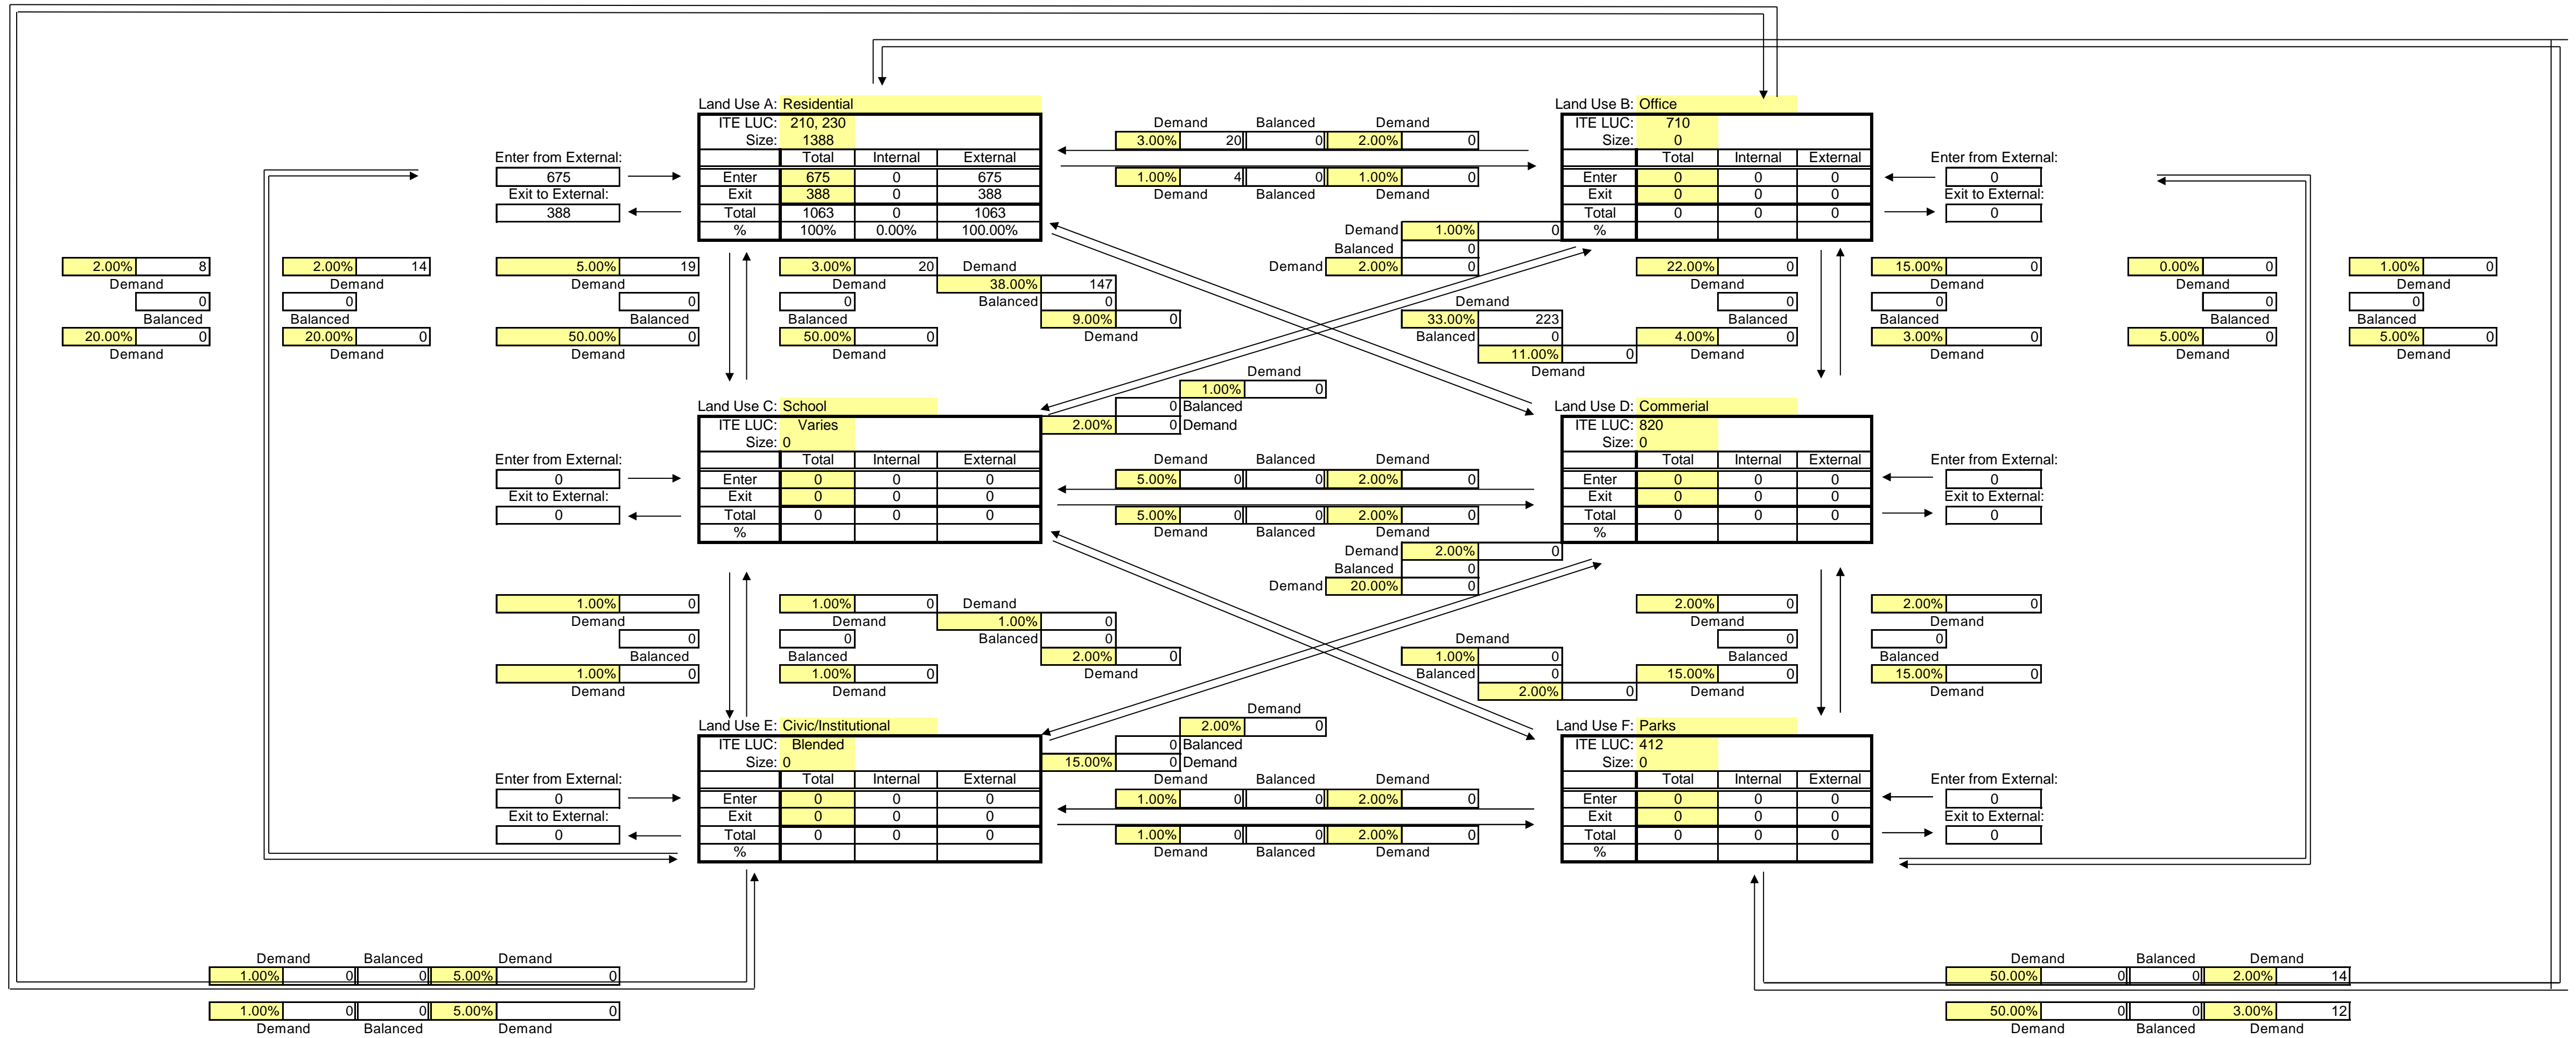 Land Use A: Residential
Land Use B: Office
ITE LUC: 210, 230
Demand Balanced Demand
ITE LUC: 710
Size: 1388
3.00% 20 0 2.00% 0
Size: 0
Enter from External:
Total Internal External
Total Internal External
Enter from External:
675
Enter 675 0 675
1.00% 4 0 1.00% 0
Enter 0 0 0
0
Exit to External:
Exit 388 0 388
Demand Balanced Demand
Exit 0 0 0
Exit to External:
388
Total 1063 0 1063
Total 0 0 0
0
% 100% 0.00% 100.00%
Demand 1.00% 0
%
Balanced 0
Demand 2.00% 0
2.00% 8 2.00% 14 5.00% 19 3.00% 20 Demand
22.00% 0 15.00% 0 0.00% 0 1.00% 0
Demand Demand Demand Demand 38.00% 147
Demand Demand Demand Demand
0 0 0 0 Balanced 0
Demand
0 0 0 0
Balanced Balanced Balanced Balanced 9.00% 0
33.00% 223
Balanced Balanced Balanced Balanced
20.00% 0 20.00% 0 50.00% 0 50.00% 0 Demand
Balanced 0
4.00% 0 3.00% 0 5.00% 0 5.00% 0
Demand Demand Demand Demand
11.00% 0
Demand Demand Demand Demand
Demand
Demand
1.00% 0
Land Use C: School
0 Balanced
Land Use D: Commerial
ITE LUC: Varies
2.00% 0 Demand
ITE LUC: 820
Size: 0
Size: 0
Enter from External:
Total Internal External
Demand Balanced Demand
Total Internal External
Enter from External:
0
Enter 0 0 0
5.00% 0 0 2.00% 0
Enter 0 0 0
0
Exit to External:
Exit 0 0 0
Exit 0 0 0
Exit to External:
0
Total 0 0 0
5.00% 0 0 2.00% 0
Total 0 0 0
0
%
Demand Balanced Demand
%
Demand 2.00% 0
Balanced 0
Demand 20.00% 0
1.00% 0 1.00% 0 Demand
2.00% 0 2.00% 0
Demand Demand 1.00% 0
Demand Demand
0 0 Balanced 0
Demand
0 0
Balanced Balanced 2.00% 0
1.00% 0
Balanced Balanced
1.00% 0 1.00% 0 Demand
Balanced 0
15.00% 0 15.00% 0
Demand Demand
2.00% 0
Demand Demand
Demand
2.00% 0
Land Use E: Civic/Institutional
0 Balanced
Land Use F: Parks
ITE LUC: Blended
15.00% 0 Demand
ITE LUC: 412
Size: 0
Size: 0
Enter from External:
Total Internal External
Demand Balanced Demand
Total Internal External
Enter from External:
0
Enter 0 0 0
1.00% 0 0 2.00% 0
Enter 0 0 0
0
Exit to External:
Exit 0 0 0
Exit 0 0 0
Exit to External:
0
Total 0 0 0
1.00% 0 0 2.00% 0
Total 0 0 0
0
%
Demand Balanced Demand
%
Demand Balanced Demand
Demand Balanced Demand
1.00% 0 0 5.00% 0
50.00% 0 0 2.00% 14
1.00% 0 0 5.00% 0
50.00% 0 0 3.00% 12
Demand Balanced Demand
Demand Balanced Demand